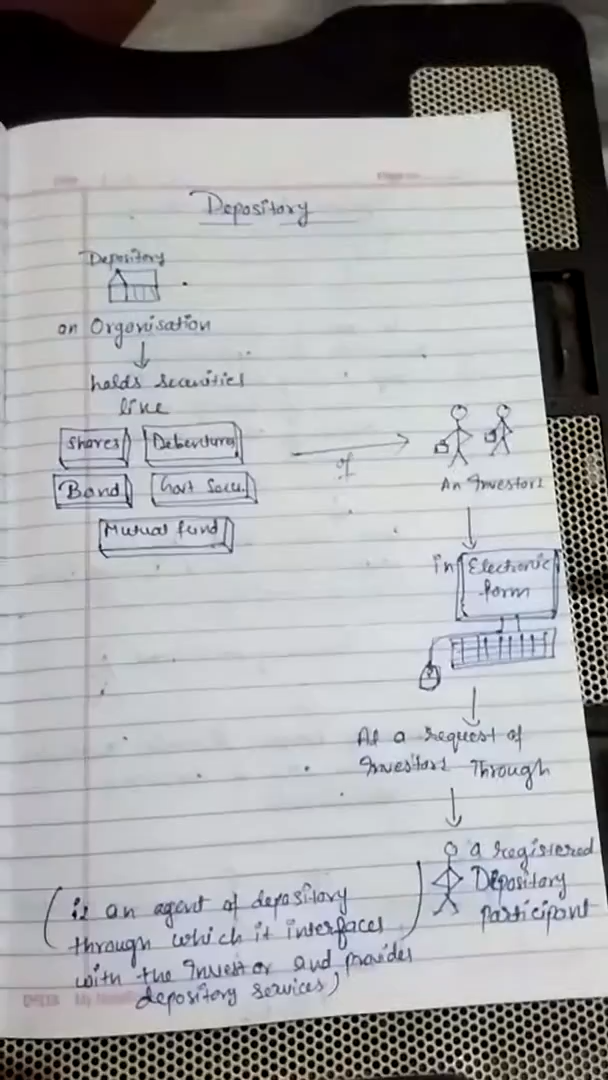 Depository
Depository
an Organisation
holds securities
like
Shares
Debentures
Bond
Govt Secu.
Mutual fund
of
An Investors
in Electronic
form
At a request of
Investors Through
a registered
Depository
participant
(is an agent of depository
through which it interfaces
with the Investor and provides
depository services)